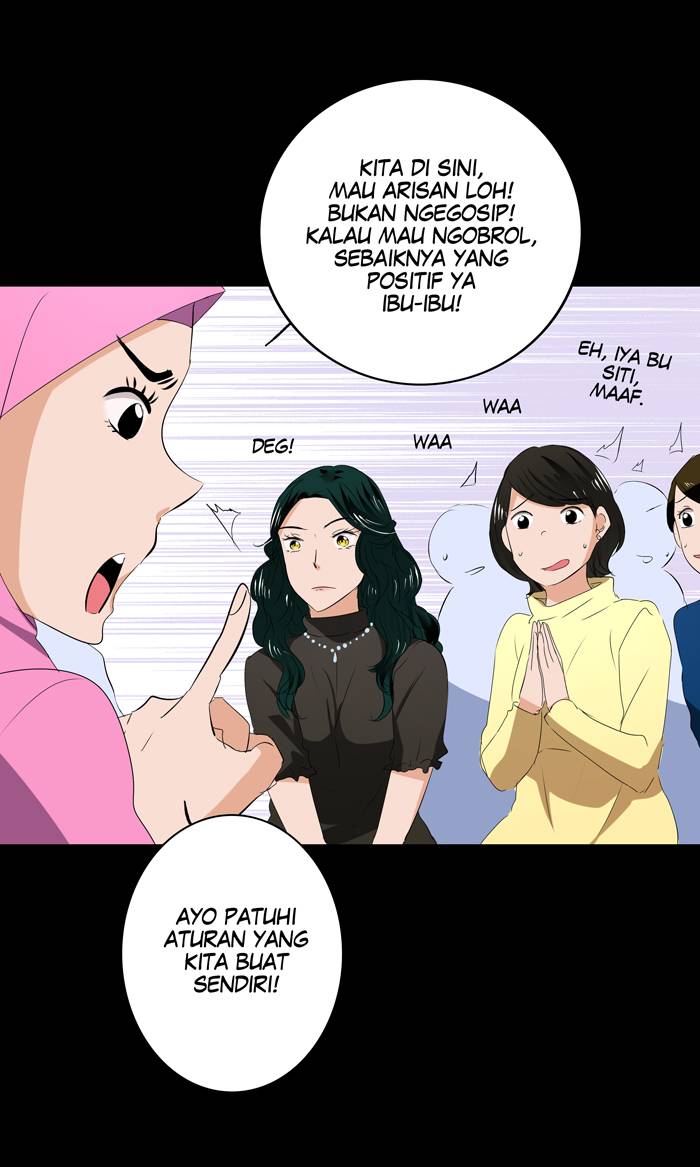 KITA DI SINI,
MAU ARISAN LOH!
BUKAN NGEGOSIP!
KALAU MAU NGOBROL,
SEBAIKNYA YANG
POSITIF YA
IBU-IBU!
EH, IYA BU
SITI,
MAAF.
WAA
WAA
DEG!
AYO PATUHI
ATURAN YANG
KITA BUAT
SENDIRI!